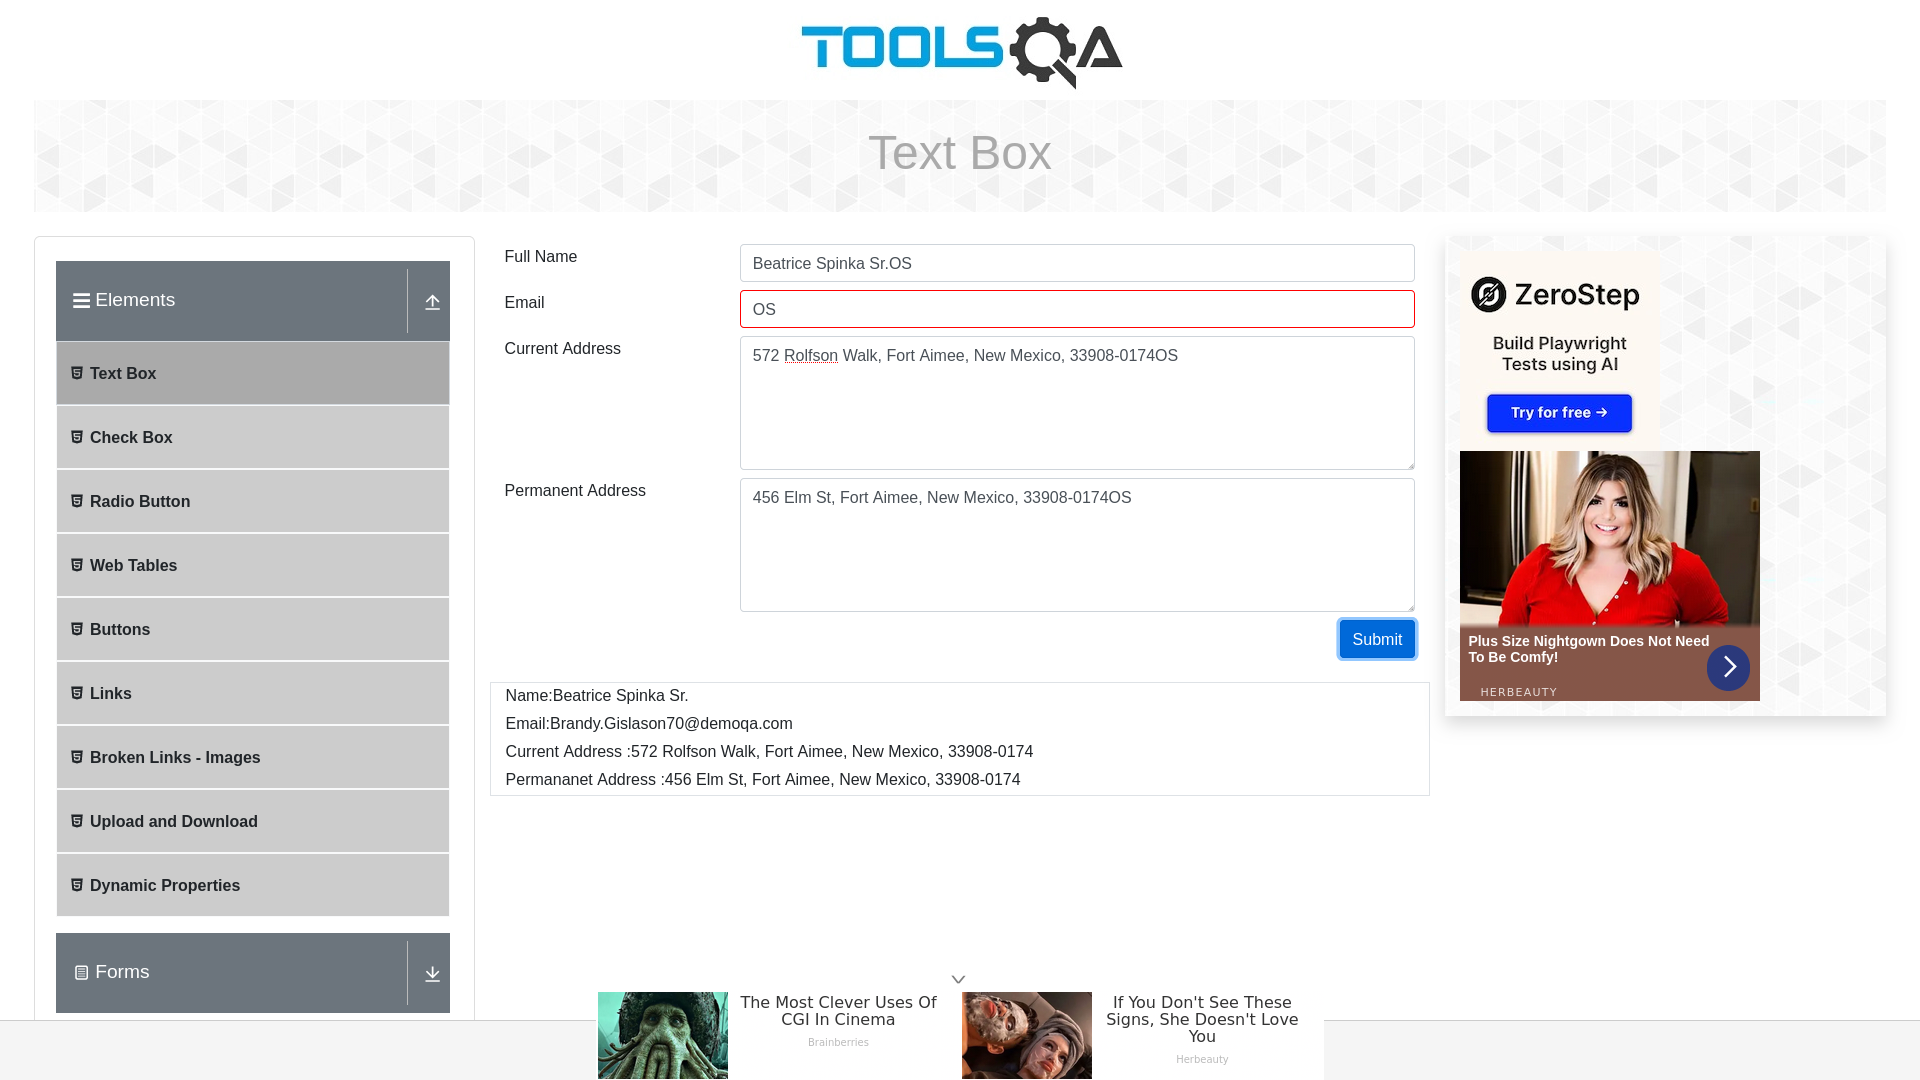 TOOLSQA
Text Box
Elements
Text Box
Check Box
Radio Button
Web Tables
Buttons
Links
Broken Links - Images
Upload and Download
Dynamic Properties
Forms
Full Name
Beatrice Spinka Sr.OS
Email
OS
Current Address
572 Rolfson Walk, Fort Aimee, New Mexico, 33908-0174OS
Permanent Address
456 Elm St, Fort Aimee, New Mexico, 33908-0174OS
Submit
Name:Beatrice Spinka Sr.
Email:Brandy.Gislason70@demoqa.com
Current Address :572 Rolfson Walk, Fort Aimee, New Mexico, 33908-0174
Permananet Address :456 Elm St, Fort Aimee, New Mexico, 33908-0174
ZeroStep
Build Playwright
Tests using AI
Try for free →
Plus Size Nightgown Does Not Need
To Be Comfy!
HERBEAUTY
The Most Clever Uses Of
CGI In Cinema
Brainberries
If You Don't See These
Signs, She Doesn't Love
You
Herbeauty